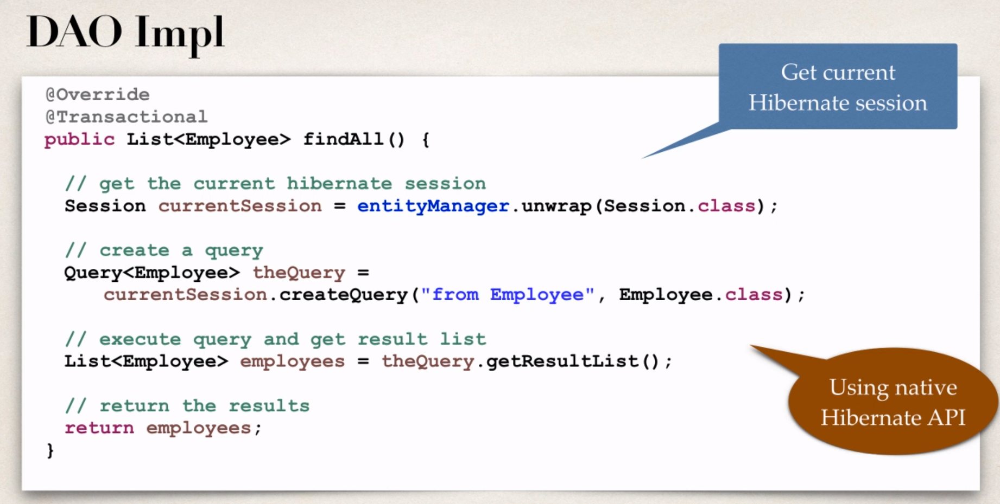 DAO Impl
Get current
Hibernate session
@Override
@Transactional
public List<Employee> findAll() {
// get the current hibernate session
Session currentSession = entityManager.unwrap(Session.class);
// create a query
Query<Employee> theQuery =
currentSession.createQuery("from Employee", Employee.class);
// execute query and get result list
List<Employee> employees = theQuery.getResultList();
Using native
Hibernate API
// return the results
return employees;
}